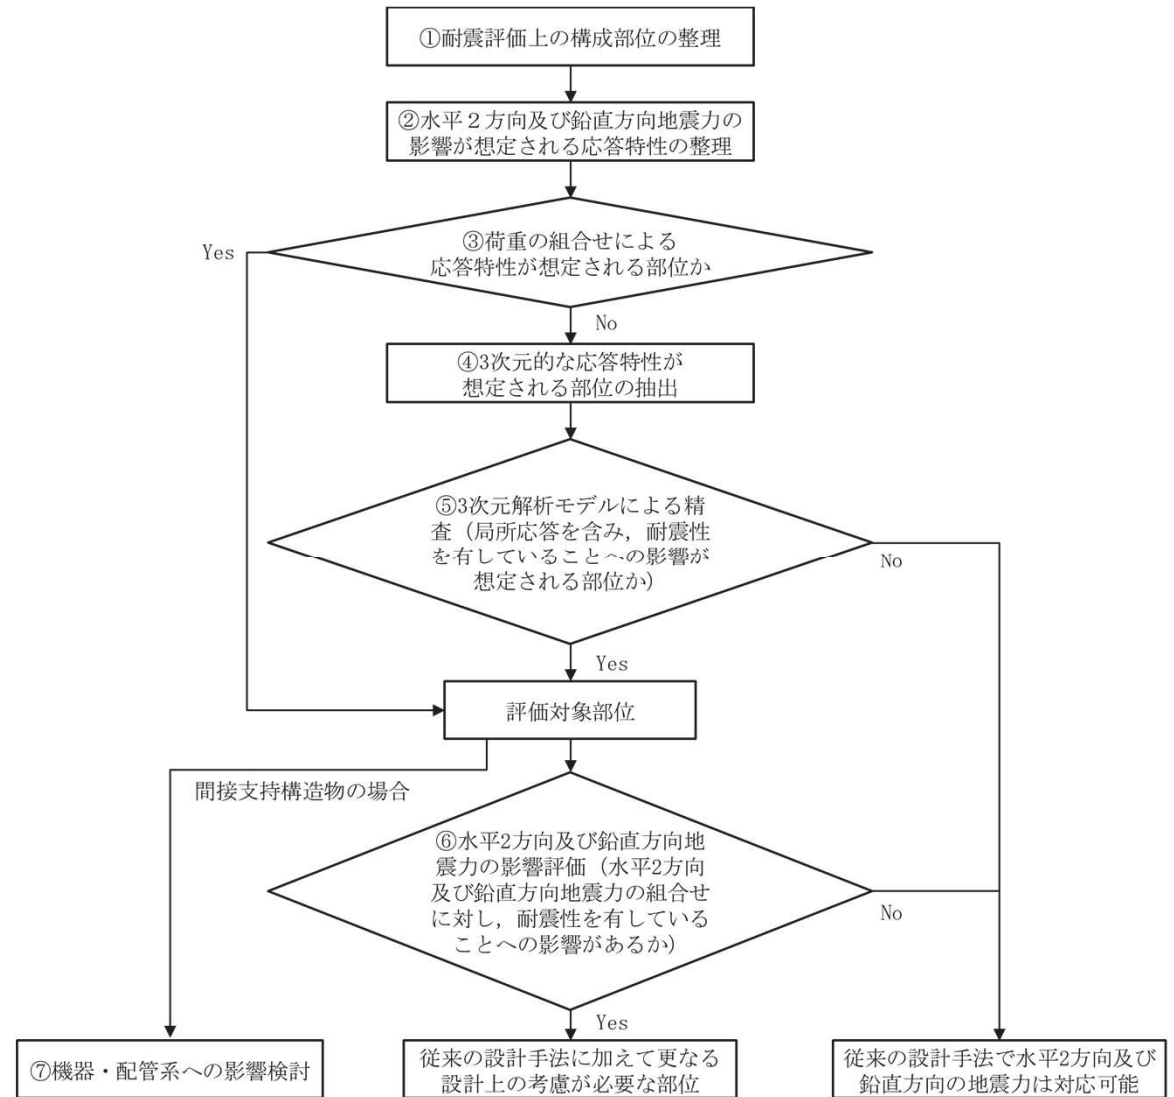 ①耐震評価上の構成部位の整理
②水平２方向及び鉛直方向地震力の
影響が想定される応答特性の整理
③荷重の組合せによる
応答特性が想定される部位か
Yes
No
④3次元的な応答特性が
想定される部位の抽出
⑤3次元解析モデルによる精
査（局所応答を含み，耐震性
を有していることへの影響が
想定される部位か）
No
Yes
評価対象部位
間接支持構造物の場合
⑥水平2方向及び鉛直方向地
震力の影響評価（水平2方向
及び鉛直方向地震力の組合せ
に対し，耐震性を有している
ことへの影響があるか）
No
Yes
⑦機器・配管系への影響検討
従来の設計手法に加えて更なる
設計上の考慮が必要な部位
従来の設計手法で水平2方向及び
鉛直方向の地震力は対応可能